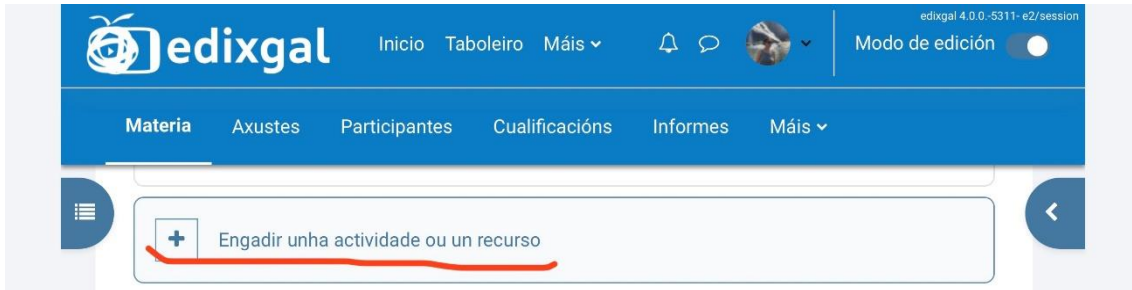 edixgal 4.0.0.-5311- e2/session
edixgal Inicio Taboleiro Máis Modo de edición
Materia Axustes Participantes Cualificacións Informes Máis
Engadir unha actividade ou un recurso